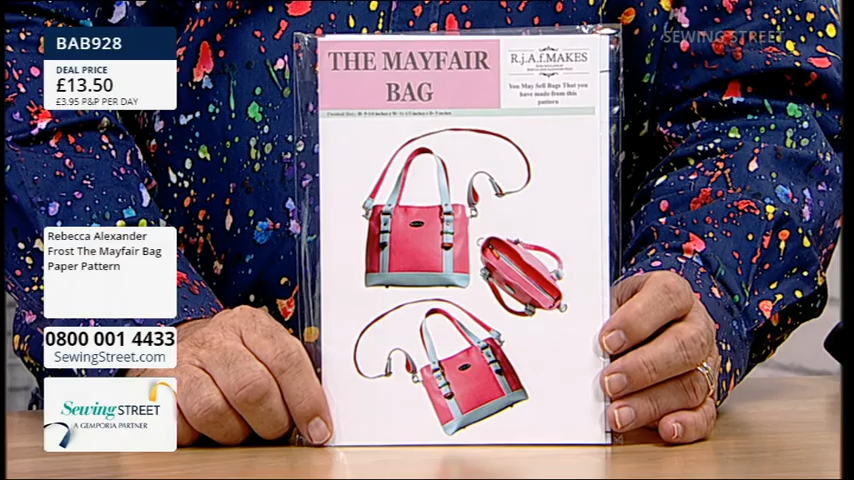 BAB928
DEAL PRICE
£13.50
£3.95 P&P PER DAY
Rebecca Alexander
Frost The Mayfair Bag
Paper Pattern
0800 001 4433
SewingStreet.com
Sewing STREET
A GEMPORIA PARTNER
SEWING STREET
THE MAYFAIR
BAG
R.j.A.f.MAKES
You May Sell Bags That you
have made from this
pattern